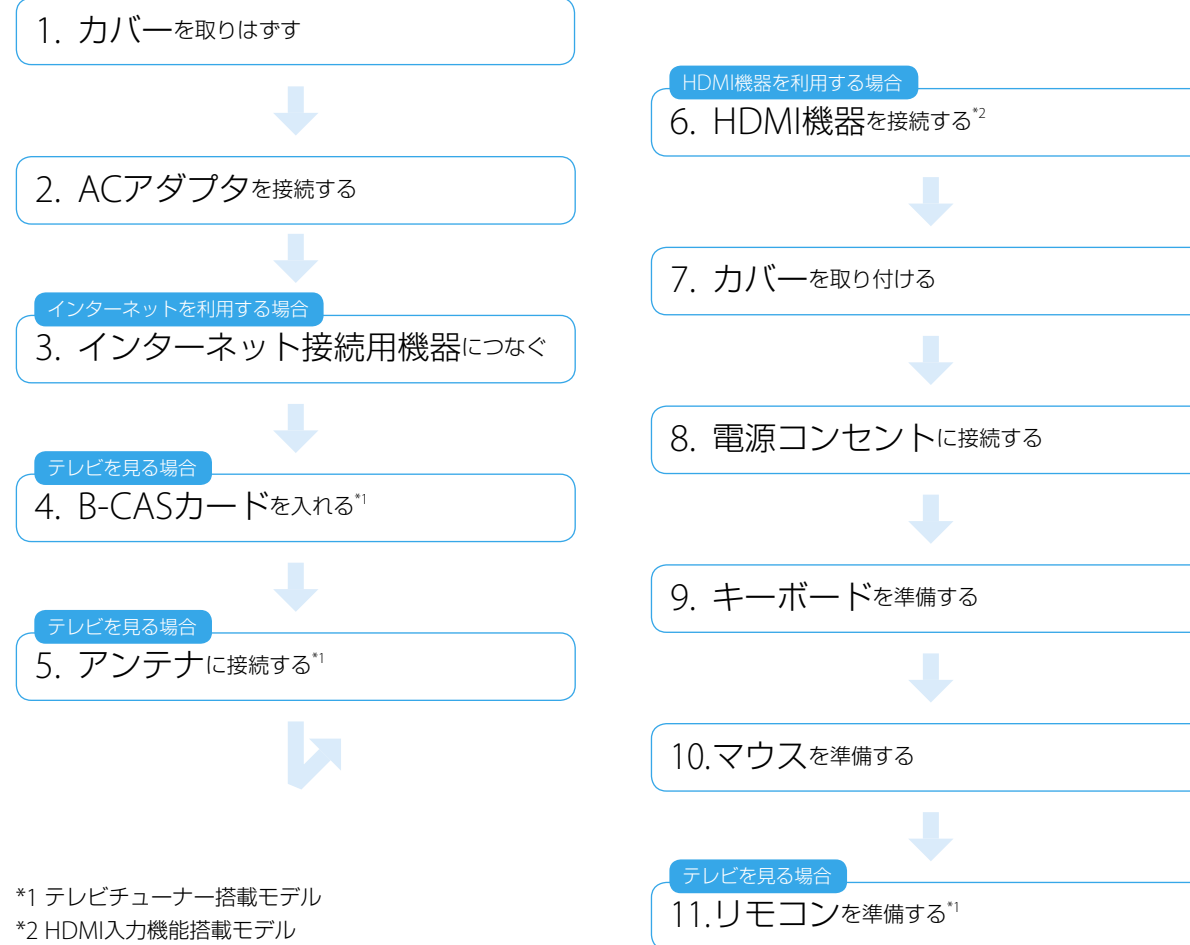 1. カバーを取りはずす
2. ACアダプタを接続する
インターネットを利用する場合
3. インターネット接続用機器につなぐ
テレビを見る場合
4. B-CASカードを入れる*1
テレビを見る場合
5. アンテナに接続する*1
HDMI機器を利用する場合
6. HDMI機器を接続する*2
7. カバーを取り付ける
8. 電源コンセントに接続する
9. キーボードを準備する
10.マウスを準備する
テレビを見る場合
11.リモコンを準備する*1
*1 テレビチューナー搭載モデル
*2 HDMI入力機能搭載モデル